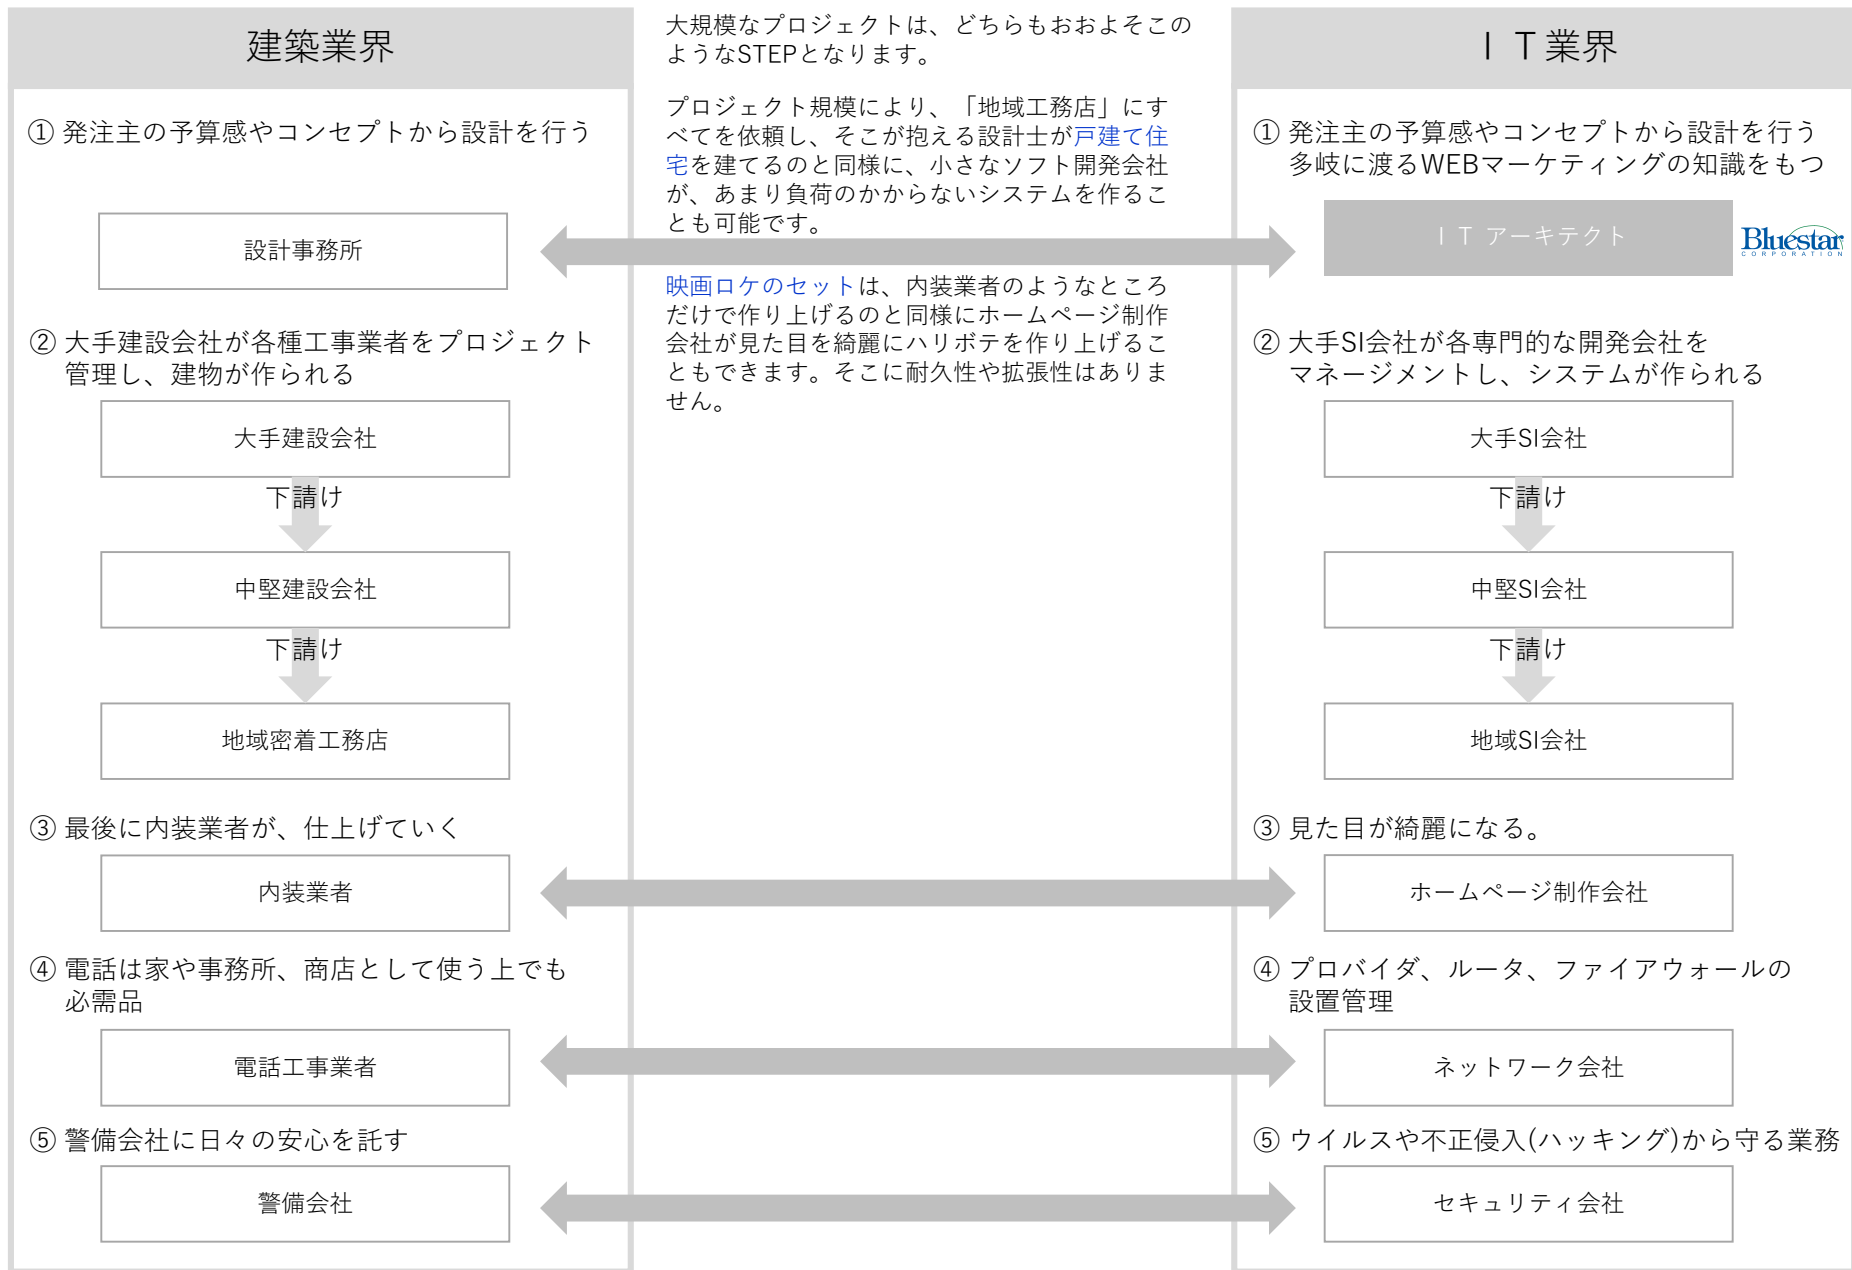 建築業界
① 発注主の予算感やコンセプトから設計を行う
設計事務所
② 大手建設会社が各種工事業者をプロジェクト
管理し、建物が作られる
大手建設会社
下請け
中堅建設会社
下請け
地域密着工務店
③ 最後に内装業者が、仕上げていく
内装業者
④ 電話は家や事務所、商店として使う上でも
必需品
電話工事業者
⑤ 警備会社に日々の安心を託す
警備会社
大規模なプロジェクトは、どちらもおおよそこの
ようなSTEPとなります。
プロジェクト規模により、「地域工務店」にす
べてを依頼し、そこが抱える設計士が戸建て住
宅を建てるのと同様に、小さなソフト開発会社
が、あまり負荷のかからないシステムを作るこ
とも可能です。
映画ロケのセットは、内装業者のようなところ
だけで作り上げるのと同様にホームページ制作
会社が見た目を綺麗にハリボテを作り上げるこ
ともできます。そこに耐久性や拡張性はありま
せん。
ＩＴ業界
① 発注主の予算感やコンセプトから設計を行う
多岐に渡るWEBマーケティングの知識をもつ
ＩＴ アーキテクト
Bluestar
CORPORATION
② 大手SI会社が各専門的な開発会社を
マネージメントし、システムが作られる
大手SI会社
下請け
中堅SI会社
下請け
地域SI会社
③ 見た目が綺麗になる。
ホームページ制作会社
④ プロバイダ、ルータ、ファイアウォールの
設置管理
ネットワーク会社
⑤ ウイルスや不正侵入(ハッキング)から守る業務
セキュリティ会社